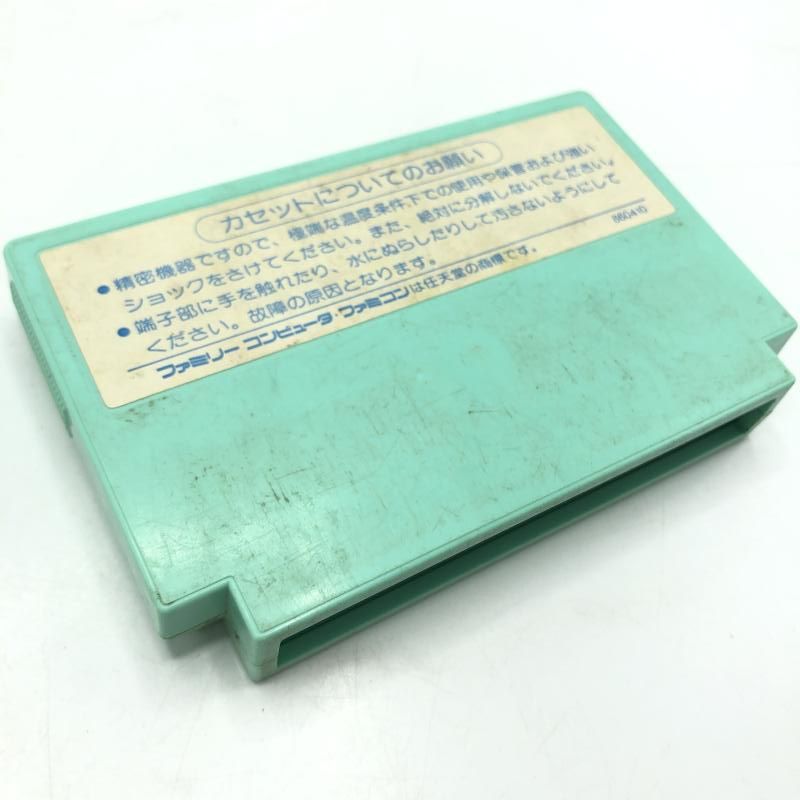 カセットについてのお願い
●精密機器ですので、極端な温度条件下での使用や保管および強い
ショックをさけてください。また、絶対に分解しないでください。
●端子部に手を触れたり、水にぬらしたりして汚さないようにして
ください。故障の原因となります。
860410
ファミリーコンピュータ・ファミコンは任天堂の商標です。